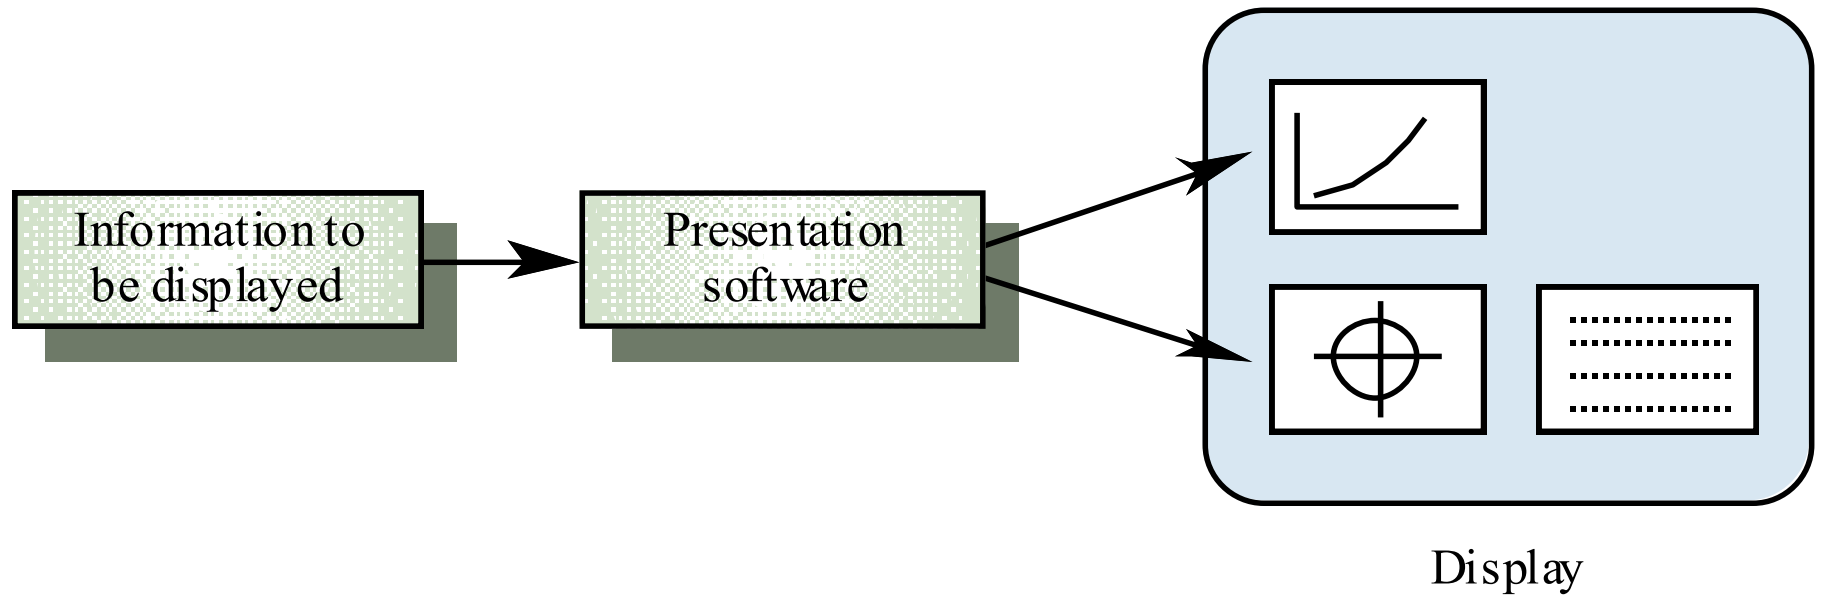 Information to
be displayed
Presentation
software
Display